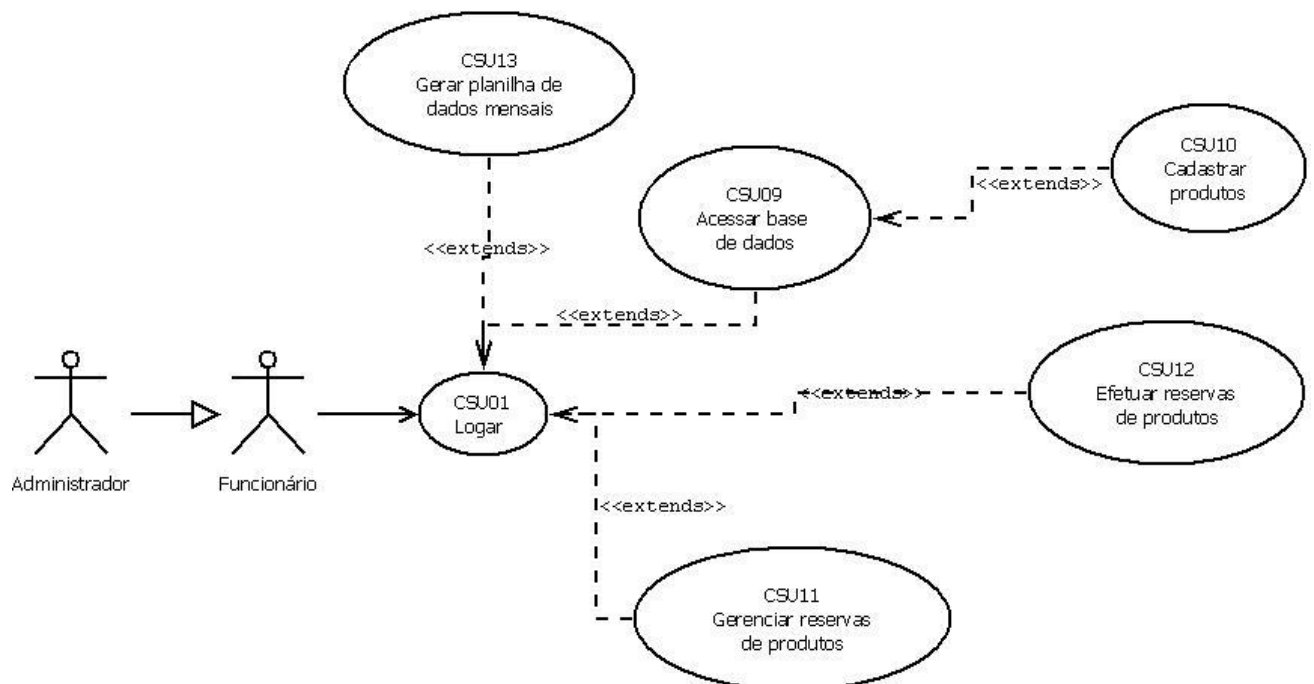 CSU13
Gerar planilha de
dados mensais
CSU10
Cadastrar
produtos
<<extends>>
CSU09
Acessar base
de dados
<<extends>>
<<extends>>
CSU12
Efetuar reservas
de produtos
<<extends>>
CSU01
Logar
Administrador
Funcionário
<<extends>>
CSU11
Gerenciar reservas
de produtos